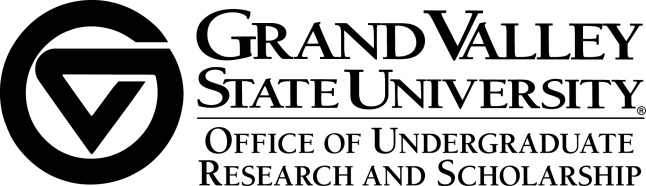 GRAND VALLEY
STATE UNIVERSITY®
OFFICE OF UNDERGRADUATE
RESEARCH AND SCHOLARSHIP